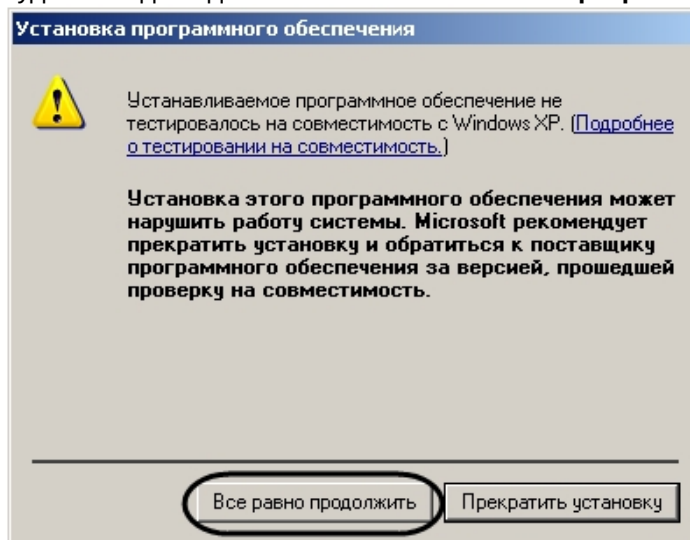 Установка программного обеспечения
Устанавливаемое программное обеспечение не
тестировалось на совместимость с Windows XP. (Подробнее
о тестировании на совместимость.)
Установка этого программного обеспечения может
нарушить работу системы. Microsoft рекомендует
прекратить установку и обратиться к поставщику
программного обеспечения за версией, прошедшей
проверку на совместимость.
Все равно продолжить
Прекратить установку